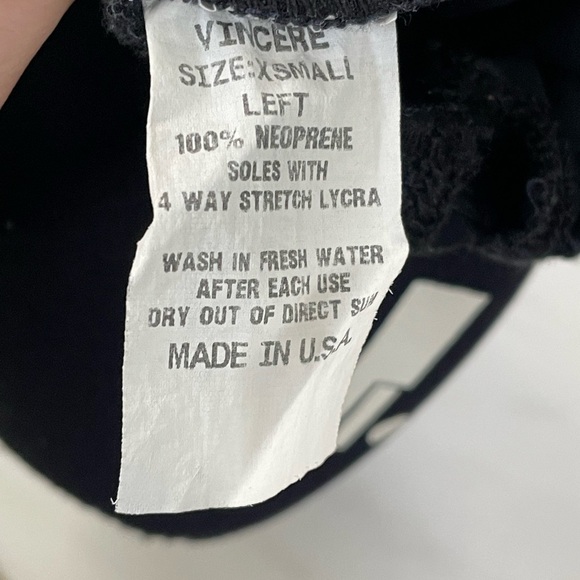 VINCERE
SIZE:XSMALL
LEFT
100% NEOPRENE
SOLES WITH
4 WAY STRETCH LYCRA
WASH IN FRESH WATER
AFTER EACH USE
DRY OUT OF DIRECT SUN
MADE IN U.S.A